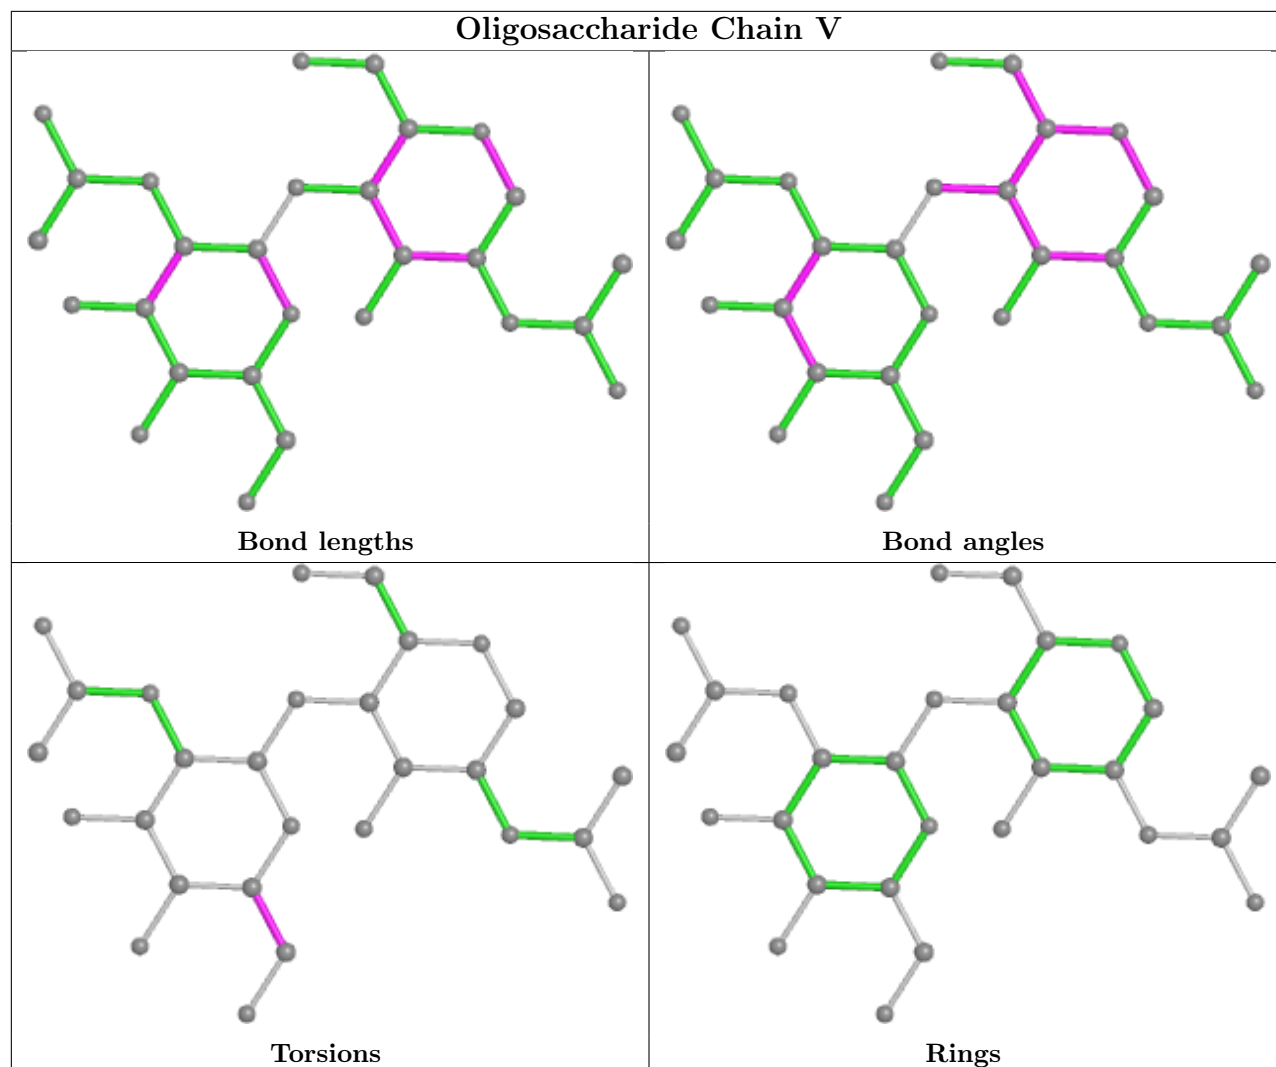 Oligosaccharide Chain V
Bond lengths
Bond angles
Torsions
Rings